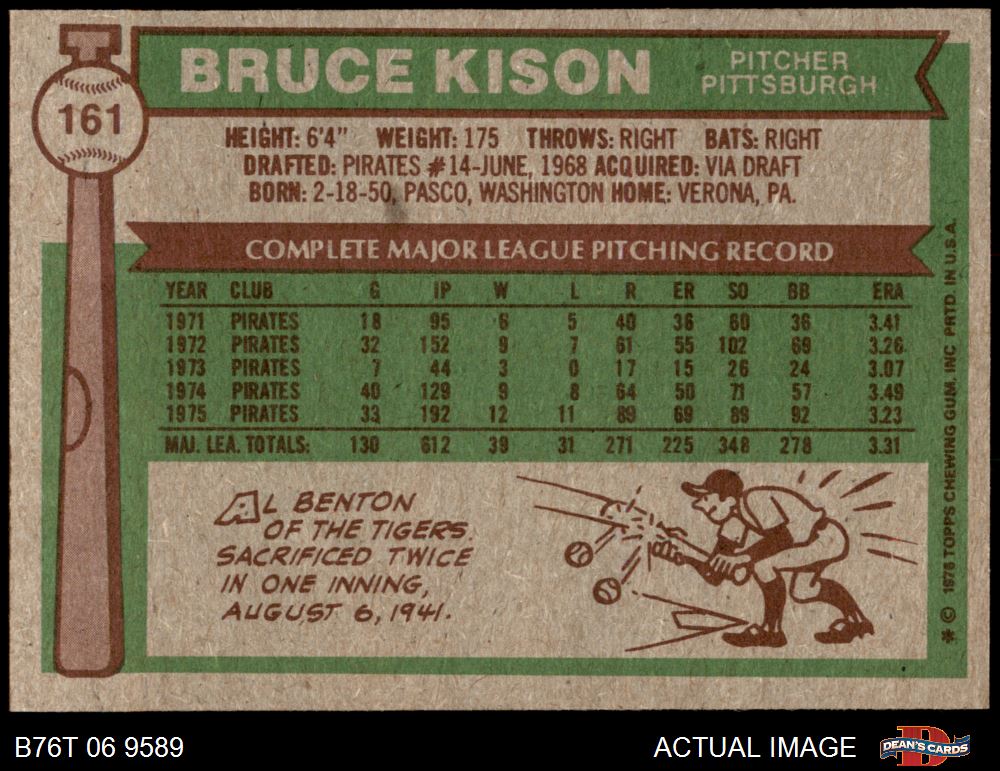 161
BRUCE KISON
PITCHER
PITTSBURGH
HEIGHT: 6'4" WEIGHT: 175 THROWS: RIGHT BATS: RIGHT
DRAFTED: PIRATES #14-JUNE, 1968 ACQUIRED: VIA DRAFT
BORN: 2-18-50, PASCO, WASHINGTON HOME: VERONA, PA.
COMPLETE MAJOR LEAGUE PITCHING RECORD
YEAR CLUB G IP W L R ER SO BB ERA
1971 PIRATES 18 95 6 5 40 36 60 36 3.41
1972 PIRATES 32 152 9 7 61 55 102 69 3.26
1973 PIRATES 7 44 3 0 17 15 26 24 3.07
1974 PIRATES 40 129 9 8 64 50 71 57 3.49
1975 PIRATES 33 192 12 11 89 69 89 92 3.23
MAJ. LEA. TOTALS: 130 612 39 31 271 225 348 278 3.31
AL BENTON
OF THE TIGERS
SACRIFICED TWICE
IN ONE INNING,
AUGUST 6, 1941.
* © 1976 TOPPS CHEWING GUM, INC PRTD IN U.S.A.
B76T 06 9589
ACTUAL IMAGE
DEAN'S CARDS